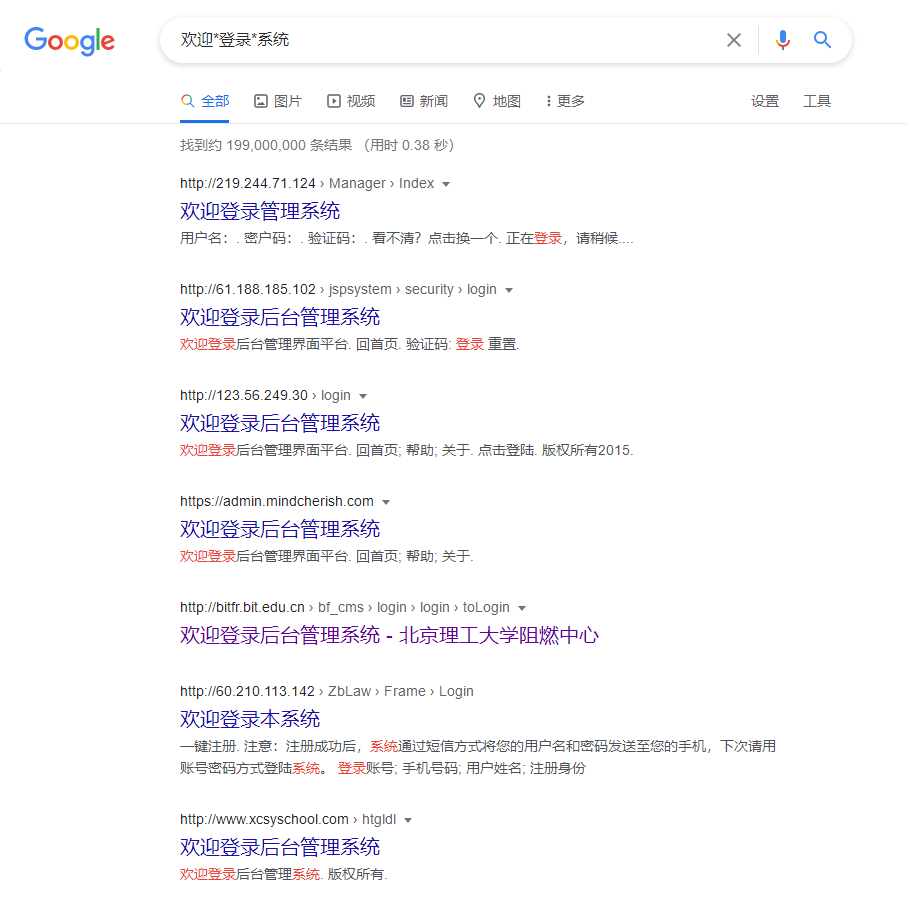 Google
欢迎*登录*系统
全部 图片 视频 新闻 地图 更多 设置 工具
找到约 199,000,000 条结果 （用时 0.38 秒）
http://219.244.71.124 › Manager › Index
欢迎登录管理系统
用户名：. 密户码：. 验证码：. 看不清？点击换一个. 正在登录，请稍候....
http://61.188.185.102 › jspsystem › security › login
欢迎登录后台管理系统
欢迎登录后台管理界面平台. 回首页. 验证码: 登录 重置.
http://123.56.249.30 › login
欢迎登录后台管理系统
欢迎登录后台管理界面平台. 回首页; 帮助; 关于. 点击登陆. 版权所有2015.
https://admin.mindcherish.com
欢迎登录后台管理系统
欢迎登录后台管理界面平台. 回首页; 帮助; 关于.
http://bitfr.bit.edu.cn › bf_cms › login › login › toLogin
欢迎登录后台管理系统 - 北京理工大学阻燃中心
http://60.210.113.142 › ZbLaw › Frame › Login
欢迎登录本系统
一键注册. 注意：注册成功后，系统通过短信方式将您的用户名和密码发送至您的手机，下次请用
账号密码方式登陆系统。 登录账号; 手机号码; 用户姓名; 注册身份
http://www.xcsyschool.com › htgldl
欢迎登录后台管理系统
欢迎登录后台管理系统. 版权所有.